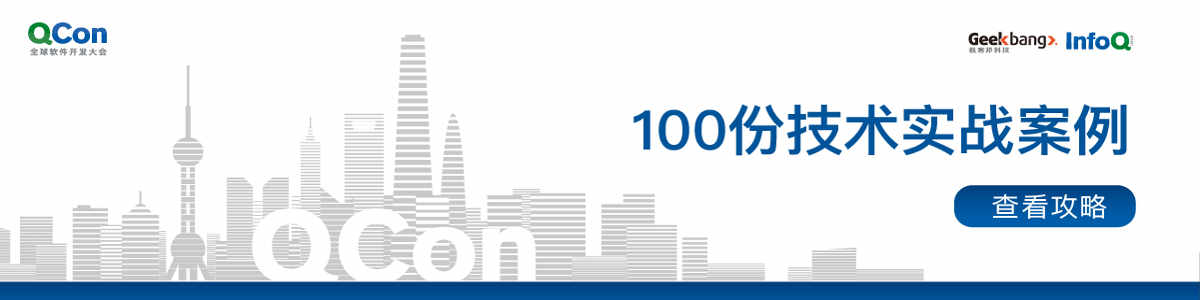 QCon
全球软件开发大会
Geekbang>.
极客邦科技
InfoQ
100份技术实战案例
查看攻略
QCon